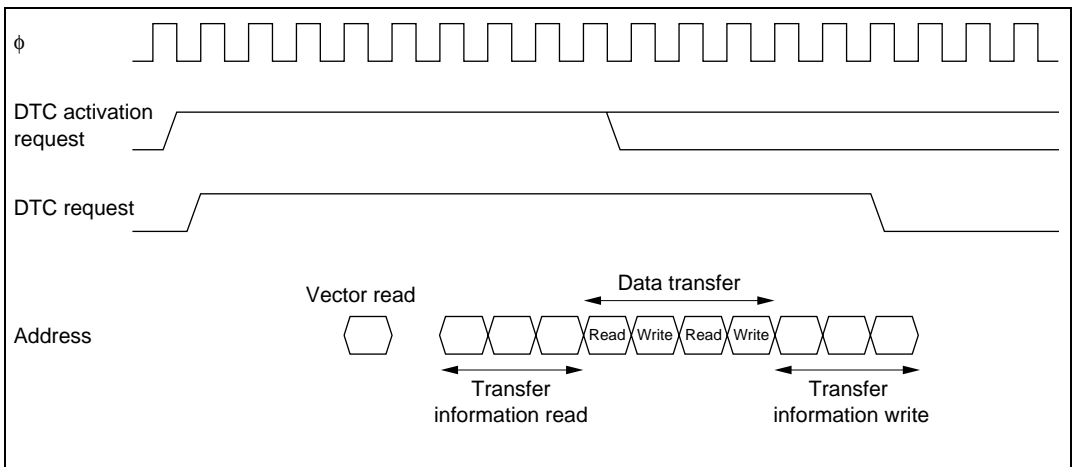 ϕ
DTC activation
request
DTC request
Data transfer
Vector read
Address
Read Write Read Write
Transfer
information read
Transfer
information write